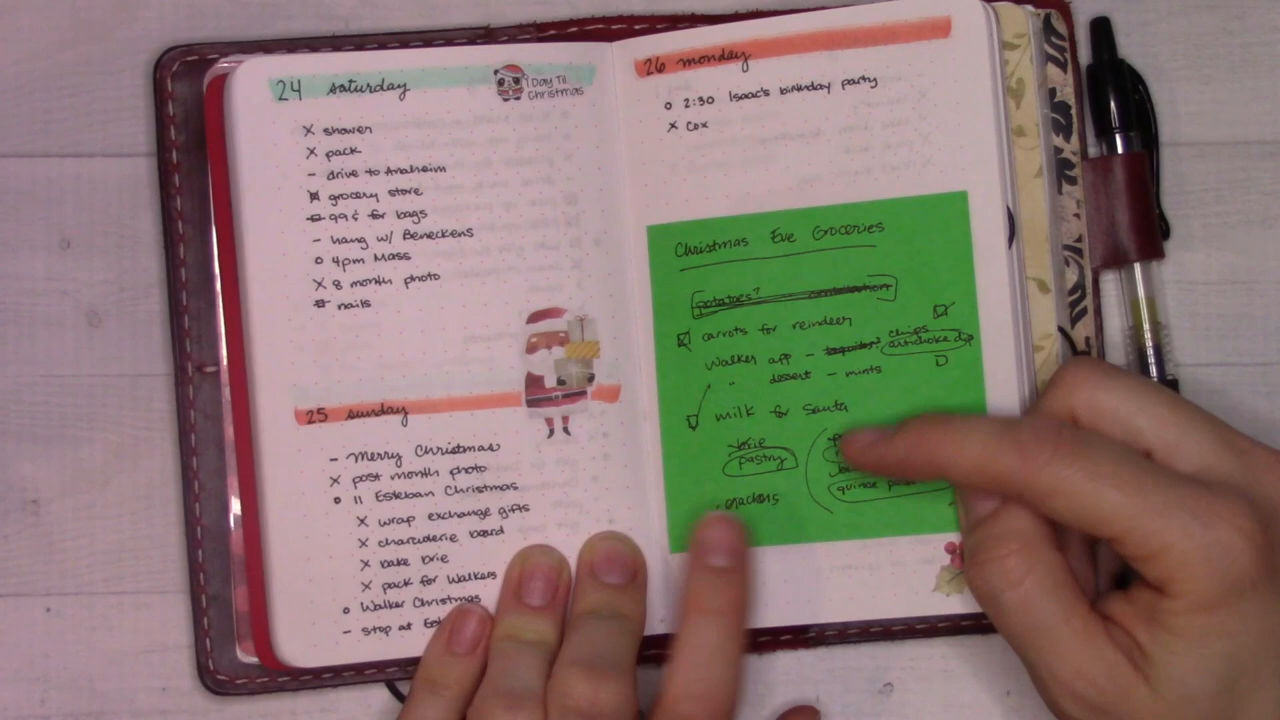 24 saturday
1 Day Til
Christmas
X shower
X pack
- drive to Anaheim
grocery store
99¢ for bags
- hang w/ Beneckens
o 4pm Mass
X 8 month photo
nails
25 sunday
- Merry Christmas
X post month photo
o 11 Esteban Christmas
X wrap exchange gifts
X charcuterie board
X bake brie
X pack for Walkers
o Walker Christmas
- stop at
26 monday
o 2:30 Isaac's birthday party
X Cox
Christmas Eve Groceries
potatoes?
carrots for reindeer
Walker app - chips
artichoke dip
" dessert - mints
milk for Santa
brie
pastry
quince
crackers